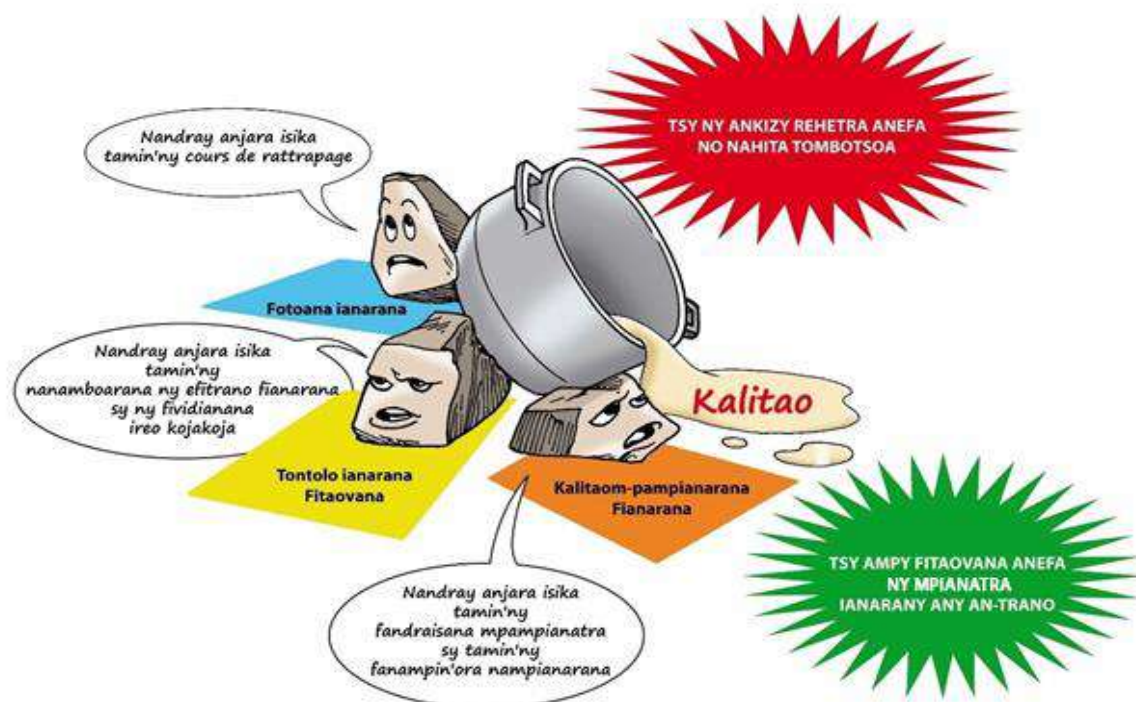 TSY NY ANKIZY REHETRA ANEFA
NO NAHITA TOMBOTSOA
Nandray anjara isika
tamin'ny cours de rattrapage
Fotoana ianarana
Nandray anjara isika
tamin'ny
nanamboarana ny efitrano fianarana
sy ny fividianana
ireo kojakoja
Kalitao
Tontolo ianarana
Fitaovana
Kalitaom-pampianarana
Fianarana
TSY AMPY FITAOVANA ANEFA
NY MPIANATRA
IANARANY ANY AN-TRANO
Nandray anjara isika
tamin'ny
fandraisana mpampianatra
sy tamin'ny
fanampin'ora nampianarana